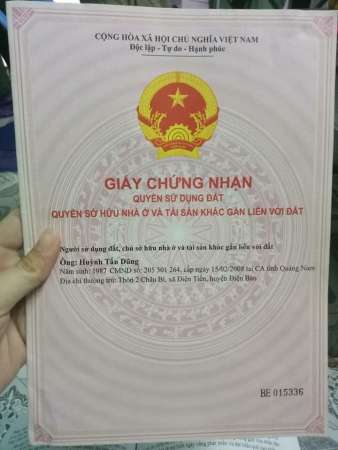 CỘNG HÒA XÃ HỘI CHỦ NGHĨA VIỆT NAM
Độc lập - Tự do - Hạnh phúc
GIẤY CHỨNG NHẬN
QUYỀN SỬ DỤNG ĐẤT
QUYỀN SỞ HỮU NHÀ Ở VÀ TÀI SẢN KHÁC GẮN LIỀN VỚI ĐẤT
Người sử dụng đất, chủ sở hữu nhà ở và tài sản khác gắn liền với đất
Ông: Huỳnh Tấn Dũng
Năm sinh: 1987 CMND số: 205 301 264, cấp ngày 15/02/2008 tại CA tỉnh Quảng Nam
Địa chỉ thường trú: Thôn 2 Châu Bí, xã Điện Tiến, huyện Điện Bàn
BE 015336